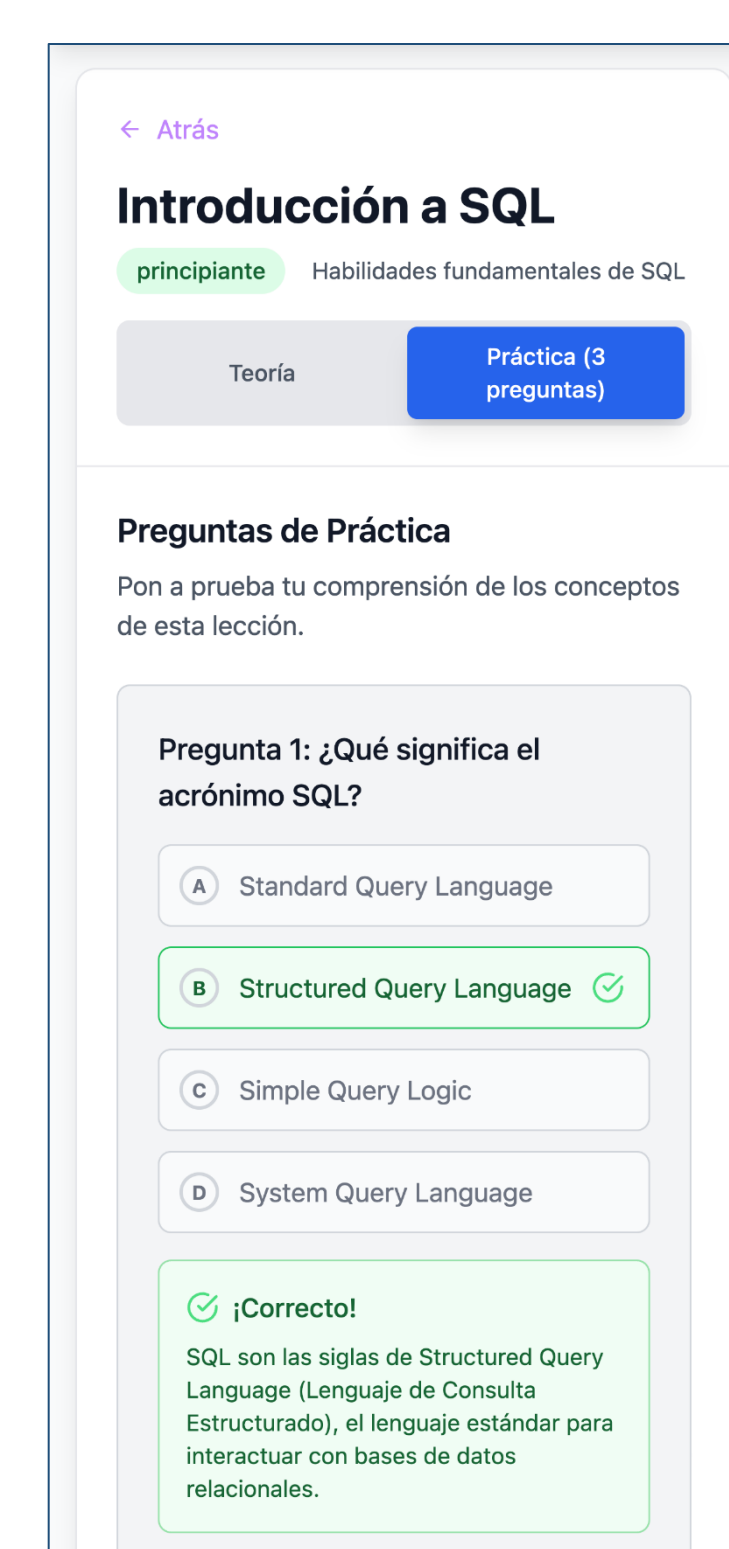 ← Atrás
Introducción a SQL
principiante Habilidades fundamentales de SQL
Teoría
Práctica (3
preguntas)
Preguntas de Práctica
Pon a prueba tu comprensión de los conceptos
de esta lección.
Pregunta 1: ¿Qué significa el
acrónimo SQL?
A Standard Query Language
B Structured Query Language
C Simple Query Logic
D System Query Language
¡Correcto!
SQL son las siglas de Structured Query
Language (Lenguaje de Consulta
Estructurado), el lenguaje estándar para
interactuar con bases de datos
relacionales.